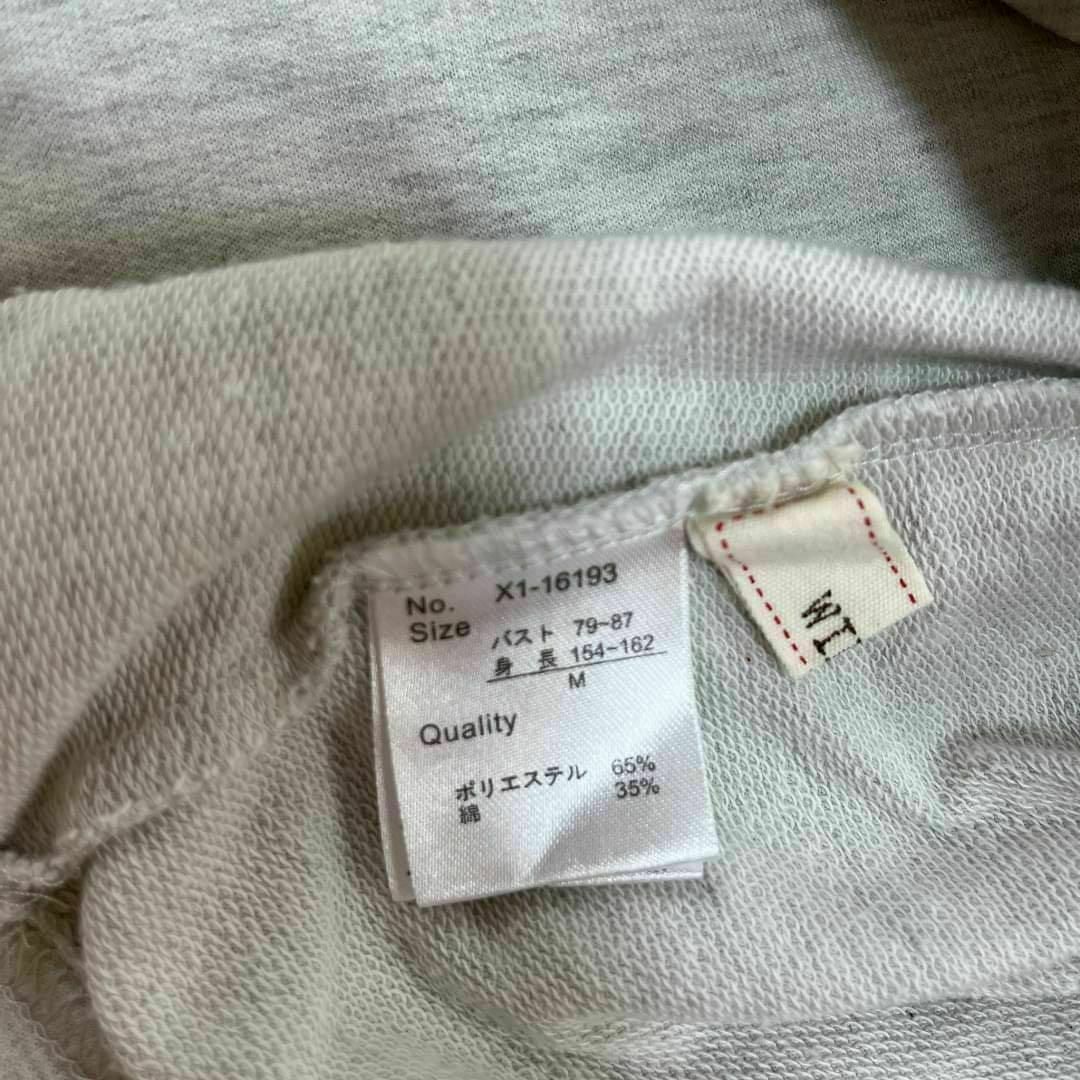 No. X1-16193
Size バスト 79~87
身 長 154~162
M
Quality
ポリエステル 65%
綿 35%